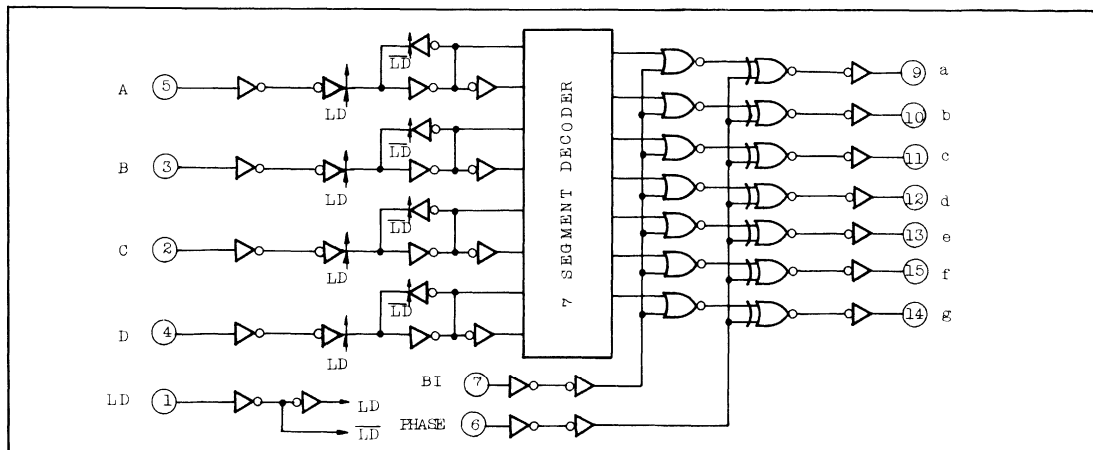 A 5 LD LD 9 a
10 b
B 3 LD LD 11 c
12 d
C 2 LD LD 13 e
15 f
D 4 LD LD 14 g
7 SEGMENT DECODER
BI 7
LD 1 LD
LD
PHASE 6